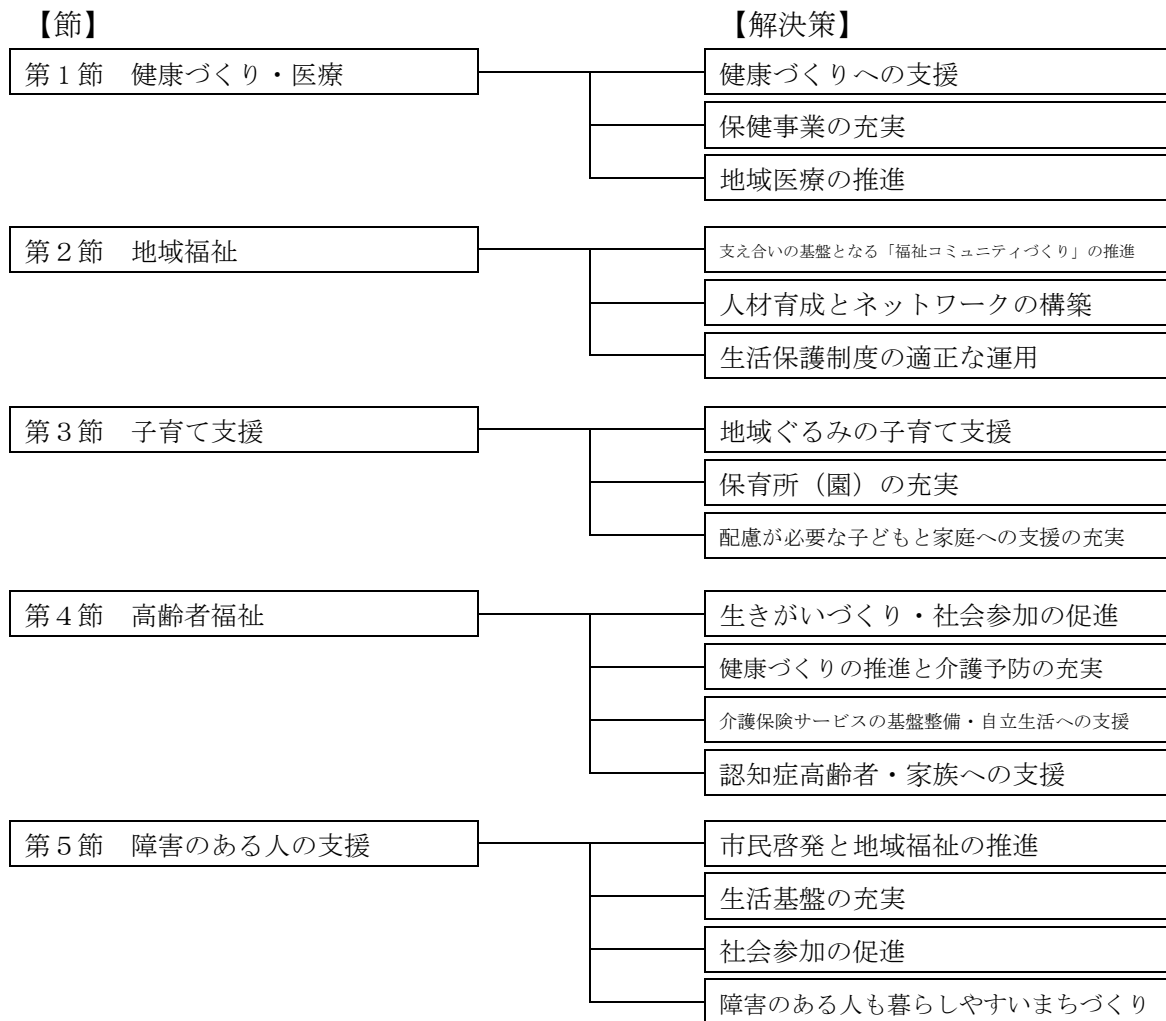 【節】 【解決策】
第1節 健康づくり・医療 健康づくりへの支援
保健事業の充実
地域医療の推進
第2節 地域福祉 支え合いの基盤となる「福祉コミュニティづくり」の推進
人材育成とネットワークの構築
生活保護制度の適正な運用
第3節 子育て支援 地域ぐるみの子育て支援
保育所（園）の充実
配慮が必要な子どもと家庭への支援の充実
第4節 高齢者福祉 生きがいづくり・社会参加の促進
健康づくりの推進と介護予防の充実
介護保険サービスの基盤整備・自立生活への支援
認知症高齢者・家族への支援
第5節 障害のある人の支援 市民啓発と地域福祉の推進
生活基盤の充実
社会参加の促進
障害のある人も暮らしやすいまちづくり